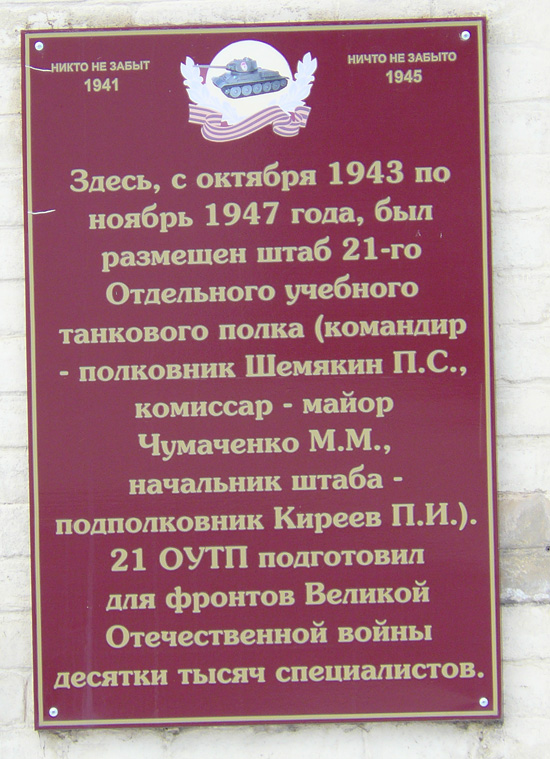 НИКТО НЕ ЗАБЫТ
1941
НИЧТО НЕ ЗАБЫТО
1945
Здесь, с октября 1943 по
ноябрь 1947 года, был
размещен штаб 21-го
Отдельного учебного
танкового полка (командир
- полковник Шемякин П.С.,
комиссар - майор
Чумаченко М.М.,
начальник штаба -
подполковник Киреев П.И.).
21 ОУТП подготовил
для фронтов Великой
Отечественной войны
десятки тысяч специалистов.